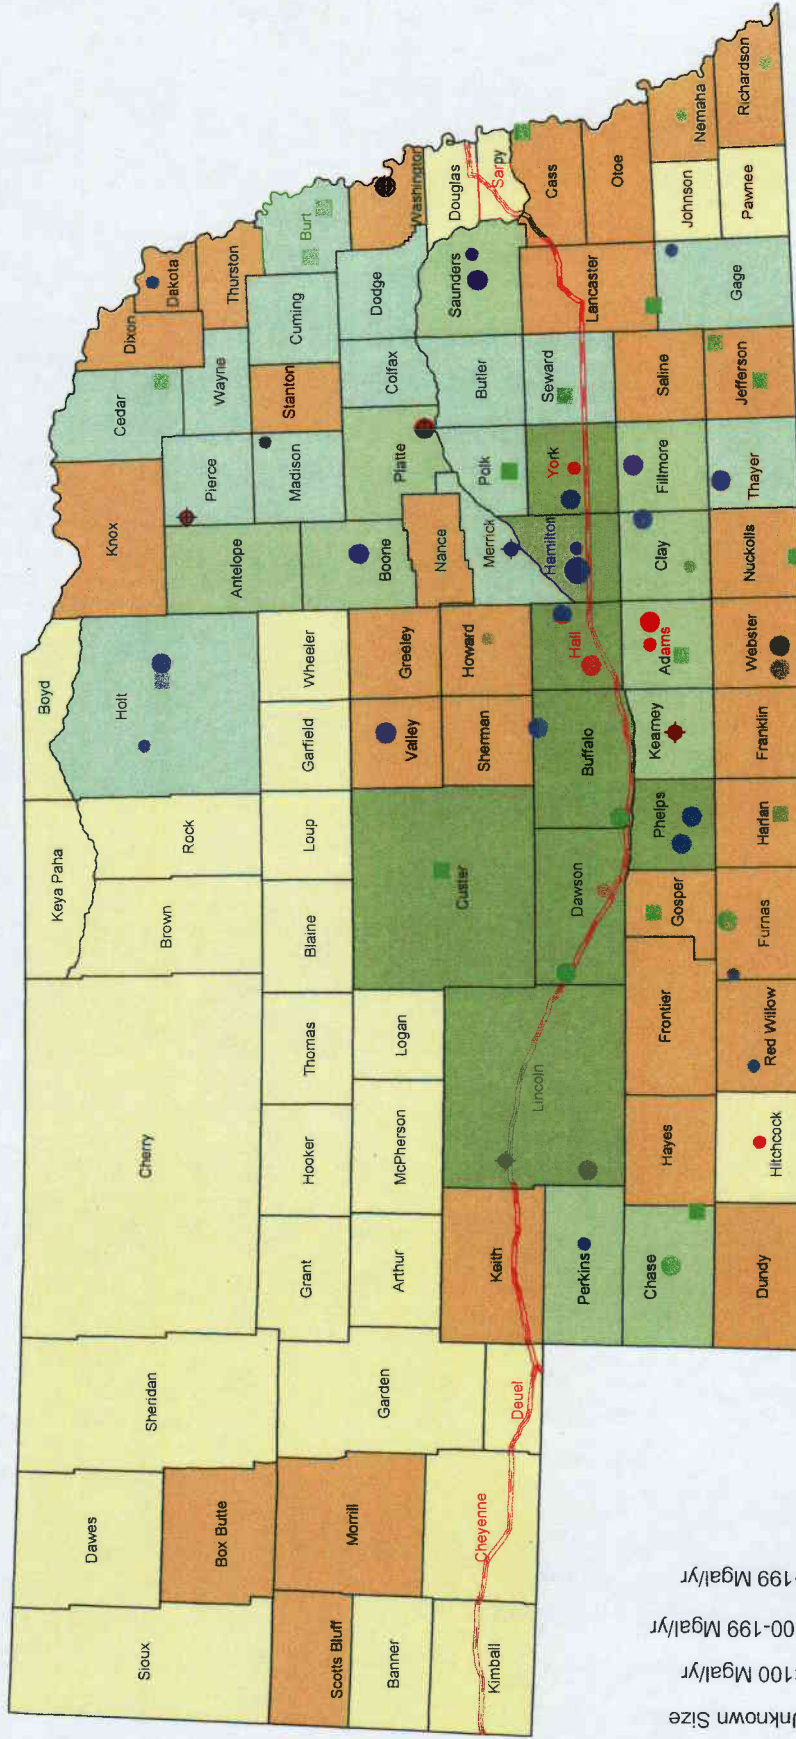 Sioux
Dawes
Sheridan
Cherry
Keya Paha
Boyd
Brown
Rock
Holt
Knox
Cedar
Dixon
Dakota
Box Butte
Antelope
Pierce
Wayne
Thurston
Scotts Bluff
Morrill
Garden
Grant
Hooker
Thomas
Blaine
Loup
Garfield
Wheeler
Boone
Madison
Stanton
Cuming
Burt
Banner
Arthur
McPherson
Logan
Custer
Valley
Greeley
Nance
Platte
Colfax
Dodge
Washington
Kimball
Cheyenne
Deuel
Keith
Lincoln
Sherman
Howard
Merrick
Polk
Butler
Saunders
Douglas
Sarpy
Perkins
Dawson
Buffalo
Hall
Hamilton
York
Seward
Lancaster
Cass
Otoe
Chase
Hayes
Frontier
Gosper
Phelps
Kearney
Adams
Clay
Fillmore
Saline
Gage
Johnson
Nemaha
Dundy
Hitchcock
Red Willow
Furnas
Harlan
Franklin
Webster
Nuckolls
Thayer
Jefferson
Pawnee
Richardson
Unknown Size
100 Mgal/yr
00-199 Mgal/yr
199 Mgal/yr